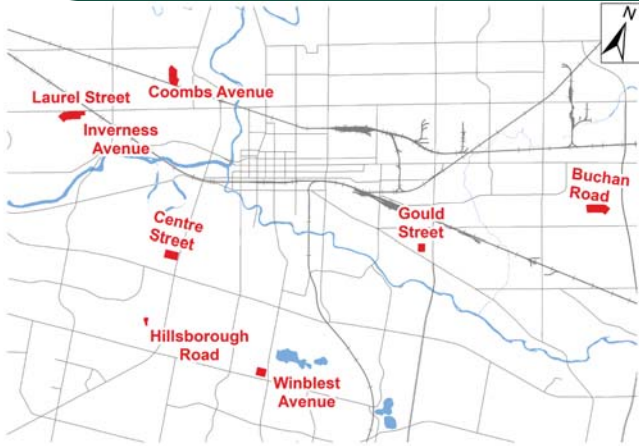 N
Coombs Avenue
Laurel Street
Inverness
Avenue
Buchan
Road
Centre
Street
Gould
Street
Hillsborough
Road
Winblest
Avenue